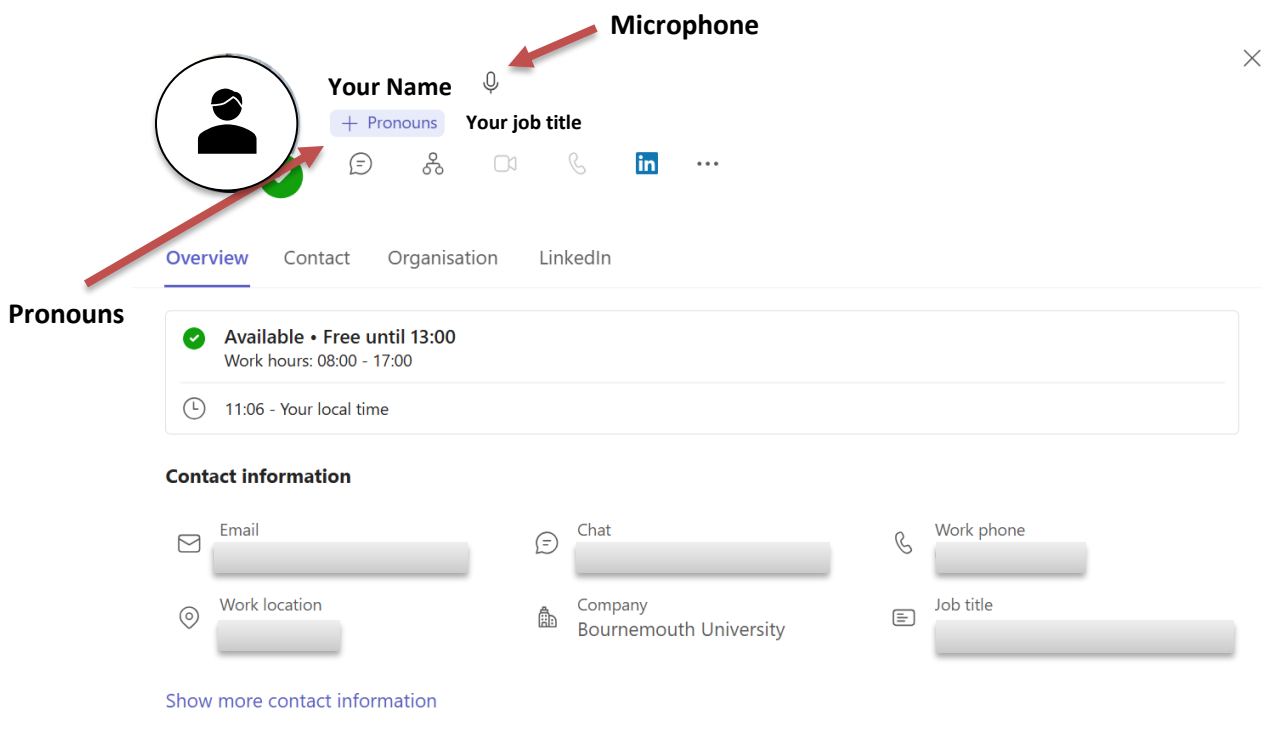 Microphone
Your Name
+ Pronouns Your job title
in
Overview Contact Organisation LinkedIn
Pronouns
Available • Free until 13:00
Work hours: 08:00 - 17:00
11:06 - Your local time
Contact information
Email Chat Work phone
Work location Company Job title
Bournemouth University
Show more contact information